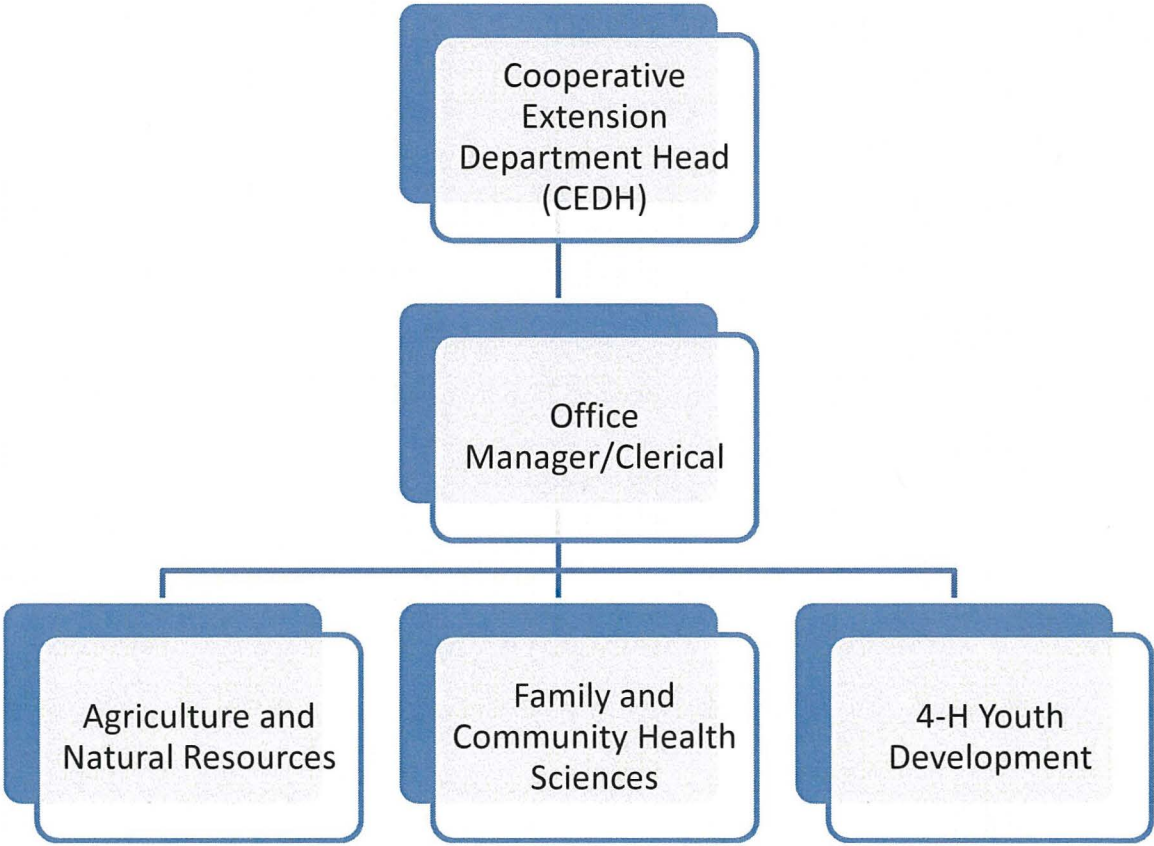 Cooperative
Extension
Department Head
(CEDH)
Office
Manager/Clerical
Agriculture and
Natural Resources
Family and
Community Health
Sciences
4-H Youth
Development